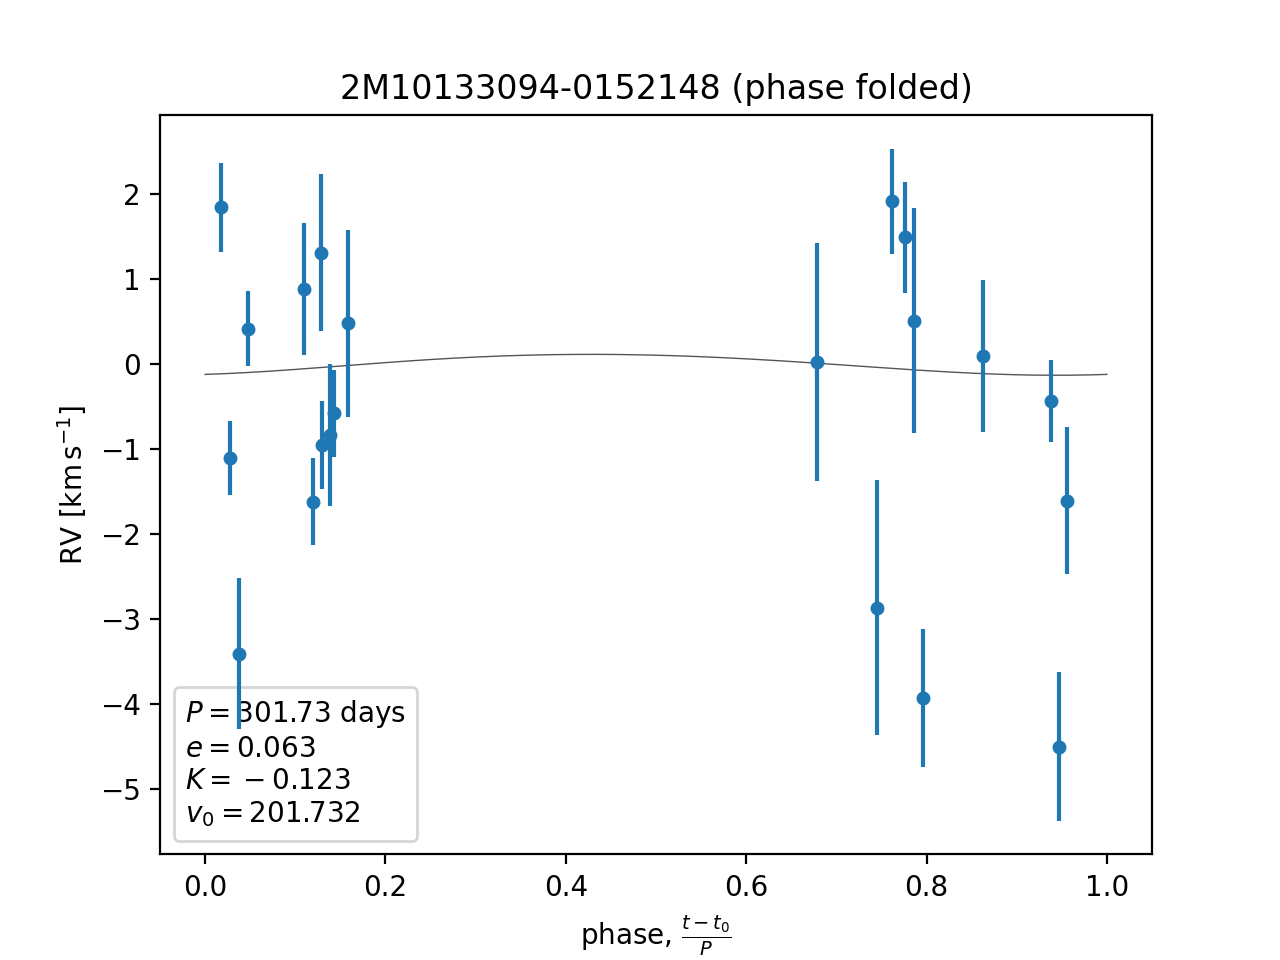 2M10133094-0152148 (phase folded)
2
1
0
−1
−2
−3
−4
−5
RV [km s⁻¹]
P = 301.73 days
e = 0.063
K = −0.123
v₀ = 201.732
0.0 0.2 0.4 0.6 0.8 1.0
phase, (t − t₀)/P